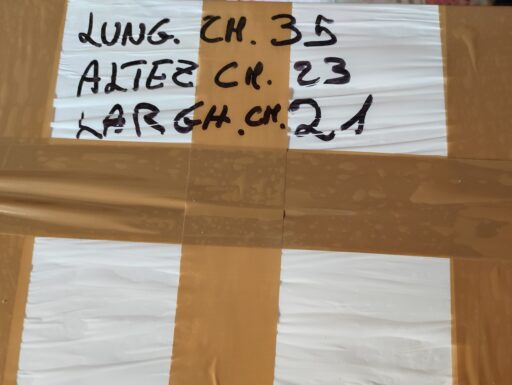 LUNG. CM. 35
ALTEZ CM. 23
LARGH. CM. 21